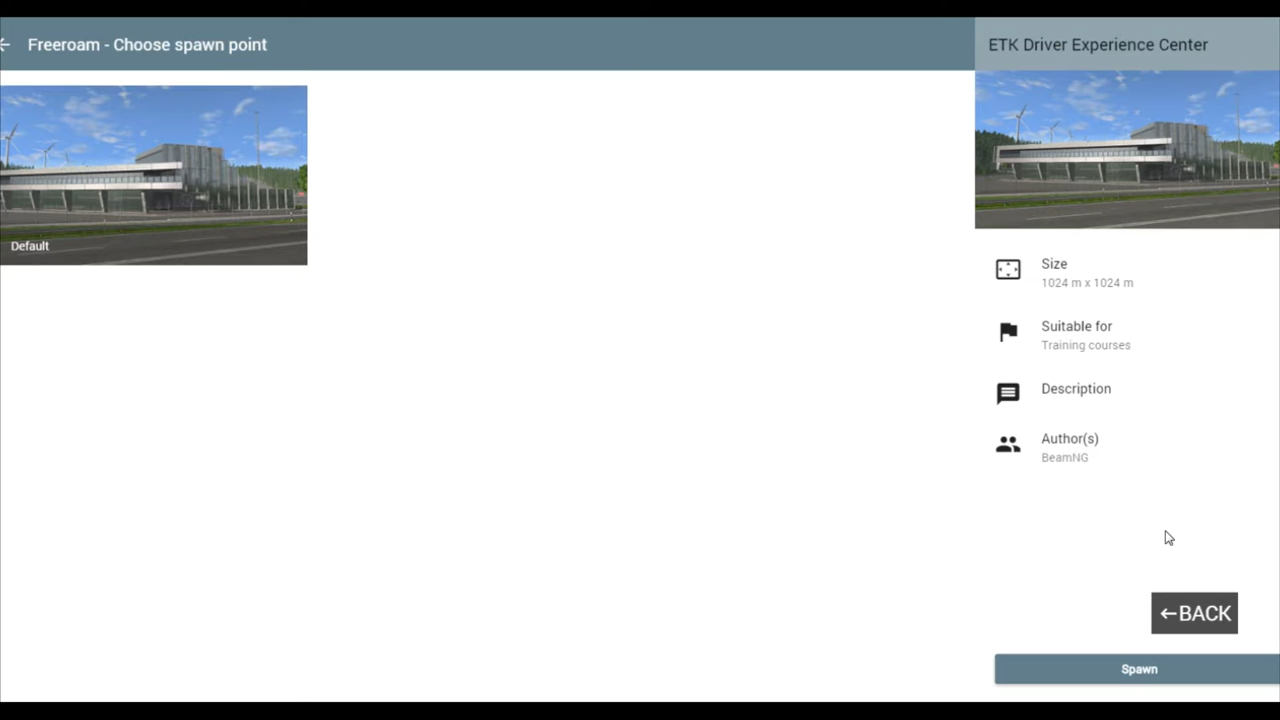 Freeroam - Choose spawn point
Default
ETK Driver Experience Center
Size
1024 m x 1024 m
Suitable for
Training courses
Description
Author(s)
BeamNG
←BACK
Spawn